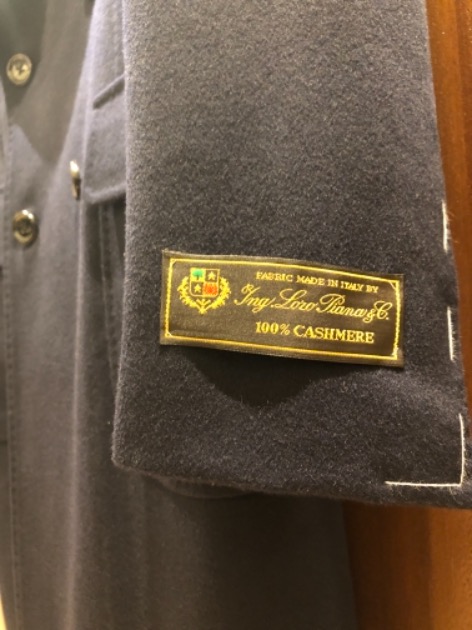 FABRIC MADE IN ITALY BY
Ing. Loro Piana & C.
100% CASHMERE